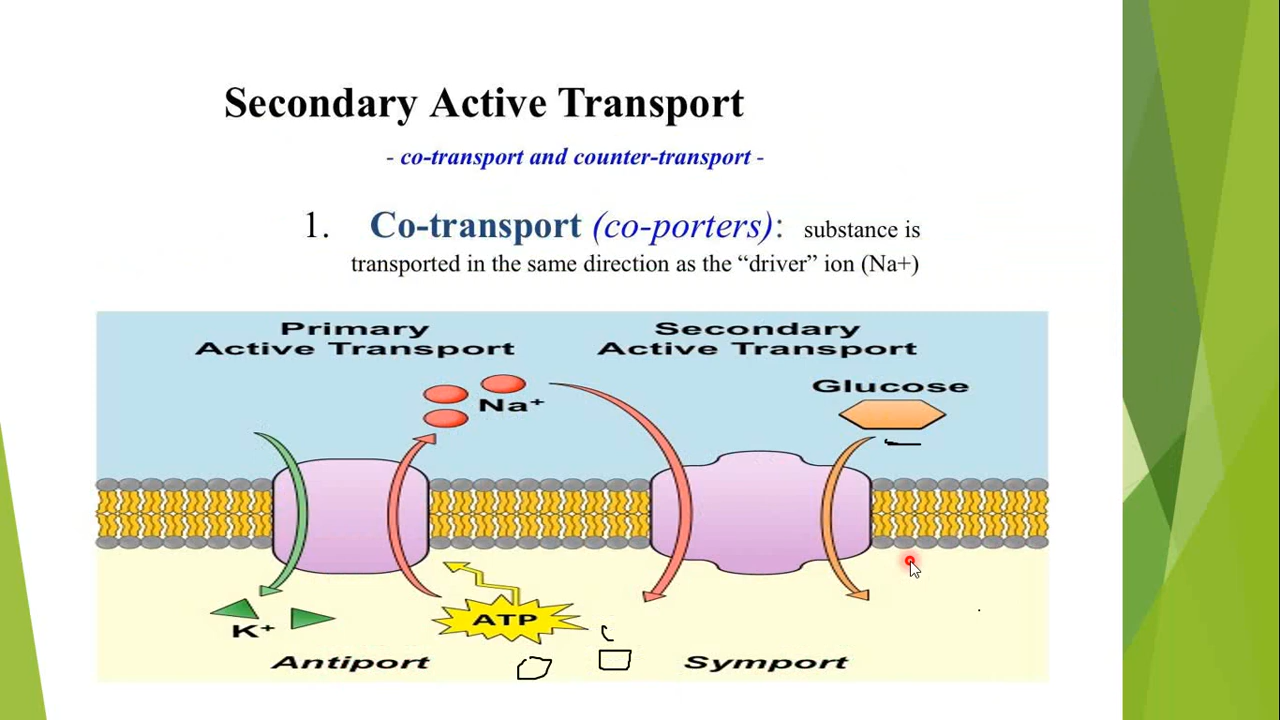 Secondary Active Transport
- co-transport and counter-transport -
1. Co-transport (co-porters): substance is
transported in the same direction as the “driver” ion (Na+)
Primary
Active Transport
Secondary
Active Transport
Glucose
Na⁺
K⁺
ATP
Antiport
Symport